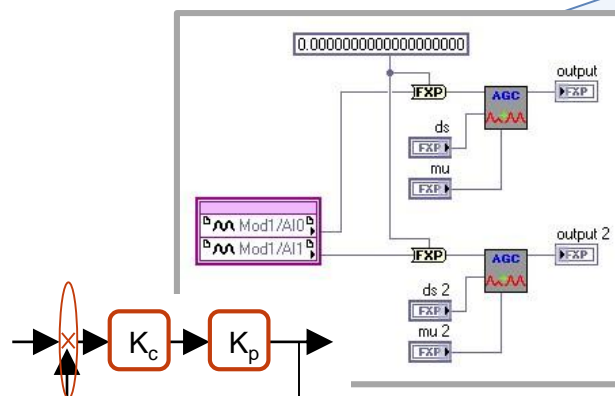 0.0000000000000000000
output
FXP
AGC
FXP
ds
FXP
mu
FXP
Mod1/AI0
Mod1/AI1
output 2
FXP
AGC
FXP
ds 2
FXP
mu 2
FXP
Kc
Kp